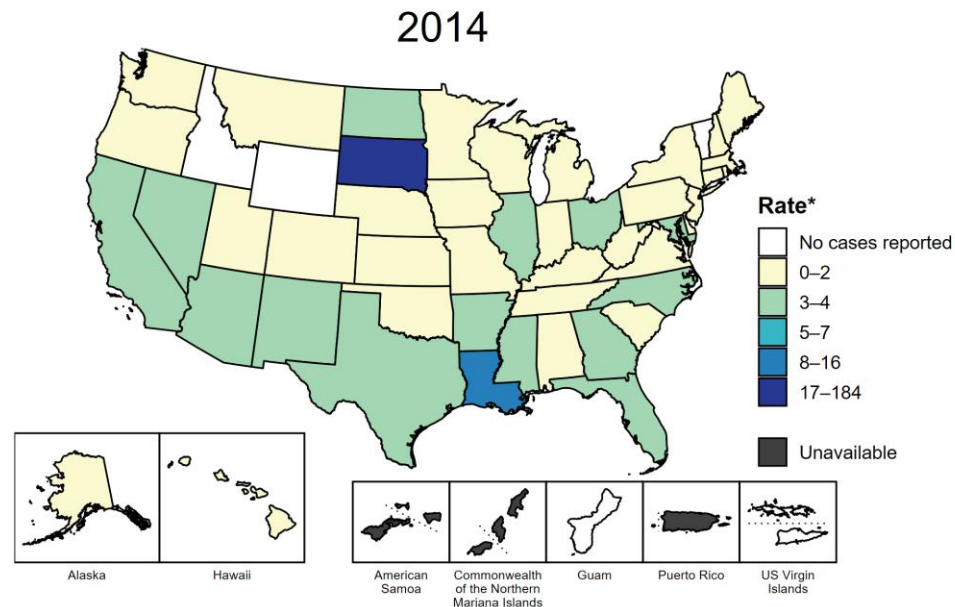 2014
Rate*
No cases reported
0–2
3–4
5–7
8–16
17–184
Unavailable
Alaska
Hawaii
American
Samoa
Commonwealth
of the Northern
Mariana Islands
Guam
Puerto Rico
US Virgin
Islands